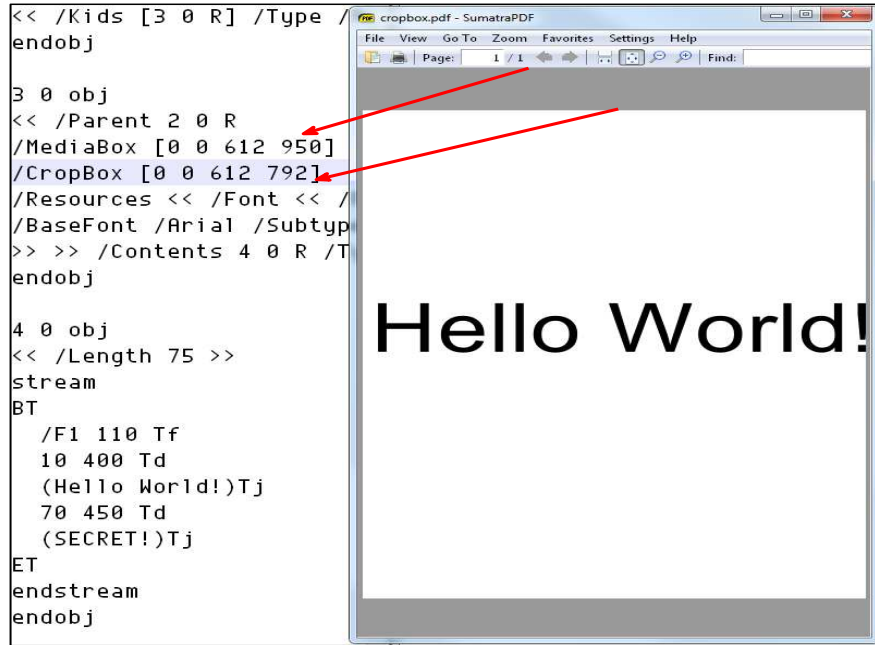 << /Kids [3 0 R] /Type /
endobj
3 0 obj
<< /Parent 2 0 R
/MediaBox [0 0 612 950]
/CropBox [0 0 612 792]
/Resources << /Font << /
/BaseFont /Arial /Subtyp
>> >> /Contents 4 0 R /T
endobj
4 0 obj
<< /Length 75 >>
stream
BT
/F1 110 Tf
10 400 Td
(Hello World!)Tj
70 450 Td
(SECRET!)Tj
ET
endstream
endobj
cropbox.pdf - SumatraPDF
File View Go To Zoom Favorites Settings Help
Page: 1 / 1 Find:
Hello World!